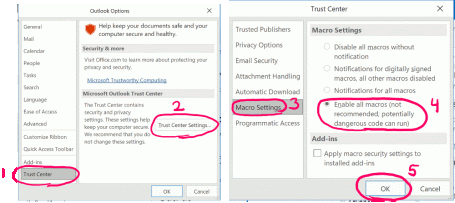 Outlook Options
General
Mail
Calendar
People
Tasks
Search
Language
Ease of Access
Advanced
Customize Ribbon
Quick Access Toolbar
Add-ins
Trust Center
1
Help keep your documents safe and your
computer secure and healthy.
Security & more
Visit Office.com to learn more about protecting your
privacy and security.
Microsoft Trustworthy Computing
Microsoft Outlook Trust Center
The Trust Center contains
security and privacy
settings. These settings help
keep your computer secure.
We recommend that you do
not change these settings.
2
Trust Center Settings...
OK
Cancel
Trust Center
Trusted Publishers
Privacy Options
Email Security
Attachment Handling
Automatic Download
Macro Settings
3
Programmatic Access
Macro Settings
Disable all macros without
notification
Notifications for digitally signed
macros, all other macros disabled
Notifications for all macros
Enable all macros (not
recommended; potentially
dangerous code can run)
4
Add-ins
Apply macro security settings to
installed add-ins
5
OK
Cancel